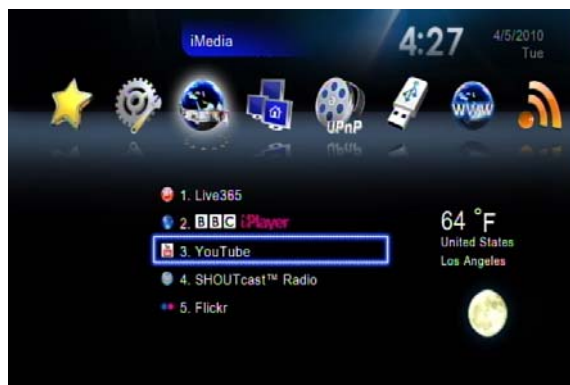 iMedia
4:27
4/5/2010
Tue
UPnP
WWW
1. Live365
2. BBC iPlayer
3. YouTube
4. SHOUTcast™ Radio
5. Flickr
64 °F
United States
Los Angeles